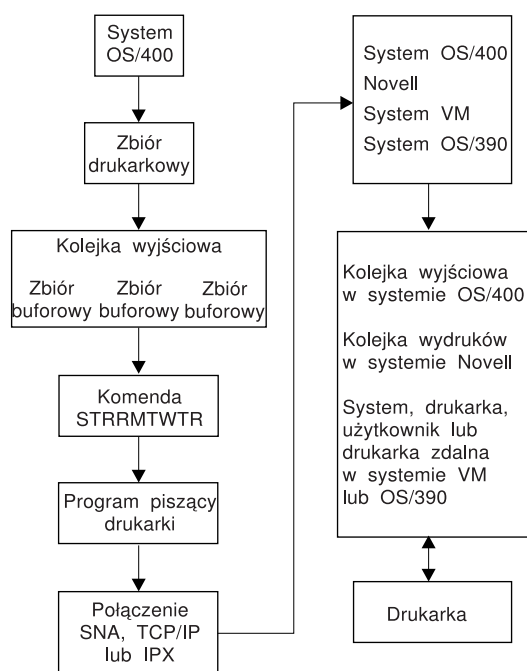 System
OS/400
Zbiór
drukarkowy
Kolejka wyjściowa
Zbiór Zbiór Zbiór
buforowy buforowy buforowy
Komenda
STRRMTWTR
Program piszący
drukarki
Połączenie
SNA, TCP/IP
lub IPX
System OS/400
Novell
System VM
System OS/390
Kolejka wyjściowa
w systemie OS/400
Kolejka wydruków
w systemie Novell
System, drukarka,
użytkownik lub
drukarka zdalna
w systemie VM
lub OS/390
Drukarka